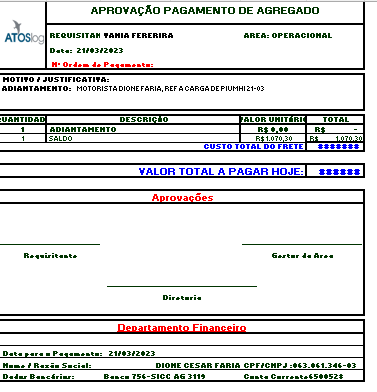 APROVAÇÃO PAGAMENTO DE AGREGADO
ATOSlog
REQUISITAN VANIA FERERIRA AREA: OPERACIONAL
Data: 21/03/2023
Nº Ordem de Pagamento:
MOTIVO / JUSTIFICATIVA:
ADIANTAMENTO: MOTORISTA DIONE FARIA, REF A CARGA DE PIUMHI 21-03
QUANTIDAD DESCRIÇÃO VALOR UNITÁRIO TOTAL
1 ADIANTAMENTO R$ 0,00 R$ -
1 SALDO R$ 1.070,30 R$ 1.070,30
CUSTO TOTAL DO FRETE #######
VALOR TOTAL A PAGAR HOJE: ######
Aprovações
Requisitante Gestor da Area
Diretoria
Departamento Financeiro
Data para o Pagamento: 21/03/2023
Nome / Razão Social: DIONE CESAR FARIA CPF/CNPJ :063.061.346-03
Dados Bancários: Banco 756-SICC AG 3119 Conta Corrente 6500528